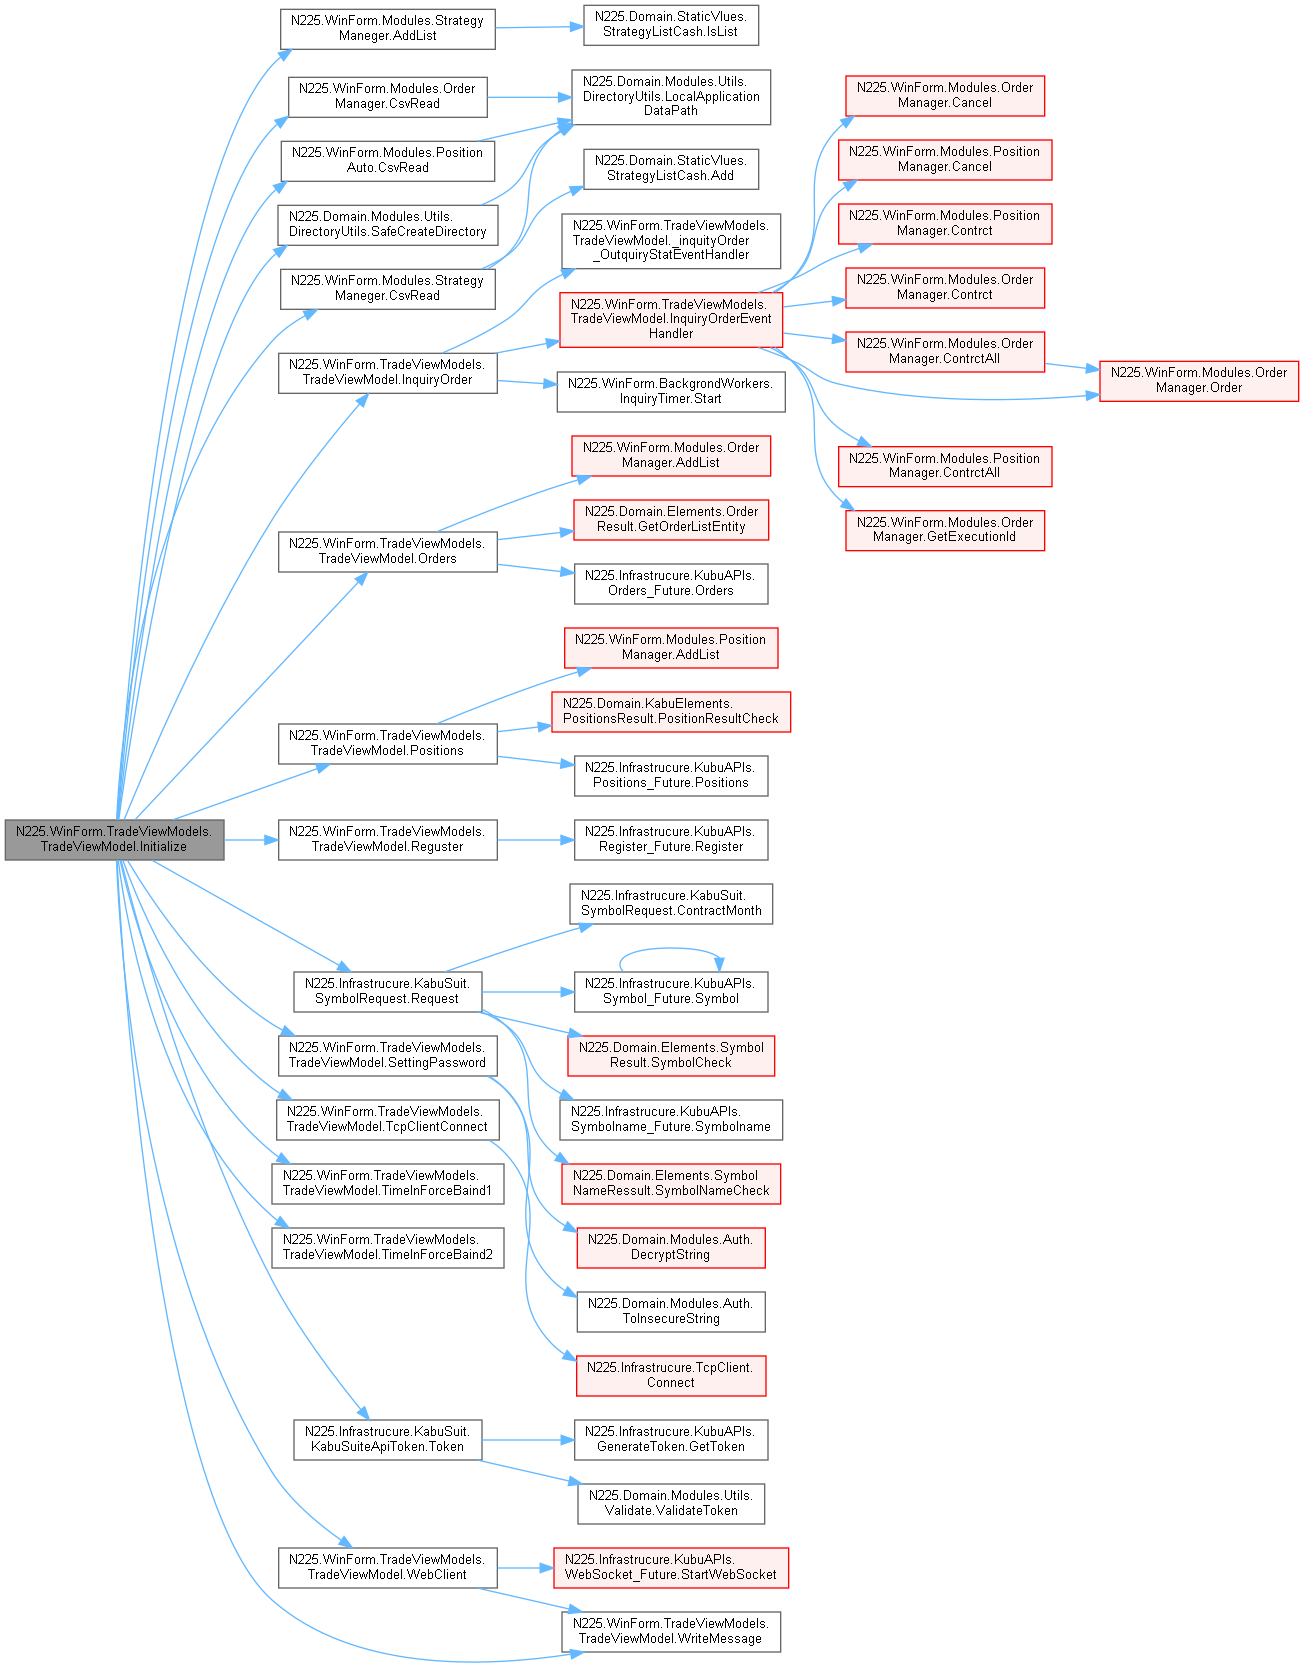 N225.WinForm.TradeViewModels.
TradeViewModel.Initialize
N225.WinForm.Modules.Strategy
Maneger.AddList
N225.WinForm.Modules.Order
Manager.CsvRead
N225.WinForm.Modules.Position
Auto.CsvRead
N225.Domain.Modules.Utils.
DirectoryUtils.SafeCreateDirectory
N225.WinForm.Modules.Strategy
Maneger.CsvRead
N225.WinForm.TradeViewModels.
TradeViewModel.InquiryOrder
N225.WinForm.TradeViewModels.
TradeViewModel.Orders
N225.WinForm.TradeViewModels.
TradeViewModel.Positions
N225.WinForm.TradeViewModels.
TradeViewModel.Reguster
N225.Infrastrucure.KabuSuit.
SymbolRequest.Request
N225.WinForm.TradeViewModels.
TradeViewModel.SettingPassword
N225.WinForm.TradeViewModels.
TradeViewModel.TcpClientConnect
N225.WinForm.TradeViewModels.
TradeViewModel.TimeInForceBaind1
N225.WinForm.TradeViewModels.
TradeViewModel.TimeInForceBaind2
N225.Infrastrucure.KabuSuit.
KabuSuiteApiToken.Token
N225.WinForm.TradeViewModels.
TradeViewModel.WebClient
N225.Domain.StaticVlues.
StrategyListCash.IsList
N225.Domain.Modules.Utils.
DirectoryUtils.LocalApplication
DataPath
N225.Domain.StaticVlues.
StrategyListCash.Add
N225.WinForm.TradeViewModels.
TradeViewModel._inquityOrder
_OutquiryStatEventHandler
N225.WinForm.TradeViewModels.
TradeViewModel.InquiryOrderEvent
Handler
N225.WinForm.BackgrondWorkers.
InquiryTimer.Start
N225.WinForm.Modules.Order
Manager.AddList
N225.Domain.Elements.Order
Result.GetOrderListEntity
N225.Infrastrucure.KubuAPIs.
Orders_Future.Orders
N225.WinForm.Modules.Position
Manager.AddList
N225.Domain.KabuElements.
PositionsResult.PositionResultCheck
N225.Infrastrucure.KubuAPIs.
Positions_Future.Positions
N225.Infrastrucure.KubuAPIs.
Register_Future.Register
N225.Infrastrucure.KabuSuit.
SymbolRequest.ContractMonth
N225.Infrastrucure.KubuAPIs.
Symbol_Future.Symbol
N225.Domain.Elements.Symbol
Result.SymbolCheck
N225.Infrastrucure.KubuAPIs.
Symbolname_Future.Symbolname
N225.Domain.Elements.Symbol
NameRessult.SymbolNameCheck
N225.Domain.Modules.Auth.
DecryptString
N225.Domain.Modules.Auth.
ToInsecureString
N225.Infrastrucure.TcpClient.
Connect
N225.Infrastrucure.KubuAPIs.
GenerateToken.GetToken
N225.Domain.Modules.Utils.
Validate.ValidateToken
N225.Infrastrucure.KubuAPIs.
WebSocket_Future.StartWebSocket
N225.WinForm.TradeViewModels.
TradeViewModel.WriteMessage
N225.WinForm.Modules.Order
Manager.Cancel
N225.WinForm.Modules.Position
Manager.Cancel
N225.WinForm.Modules.Position
Manager.Contrct
N225.WinForm.Modules.Order
Manager.Contrct
N225.WinForm.Modules.Order
Manager.ContrctAll
N225.WinForm.Modules.Position
Manager.ContrctAll
N225.WinForm.Modules.Order
Manager.GetExecutionId
N225.WinForm.Modules.Order
Manager.Order